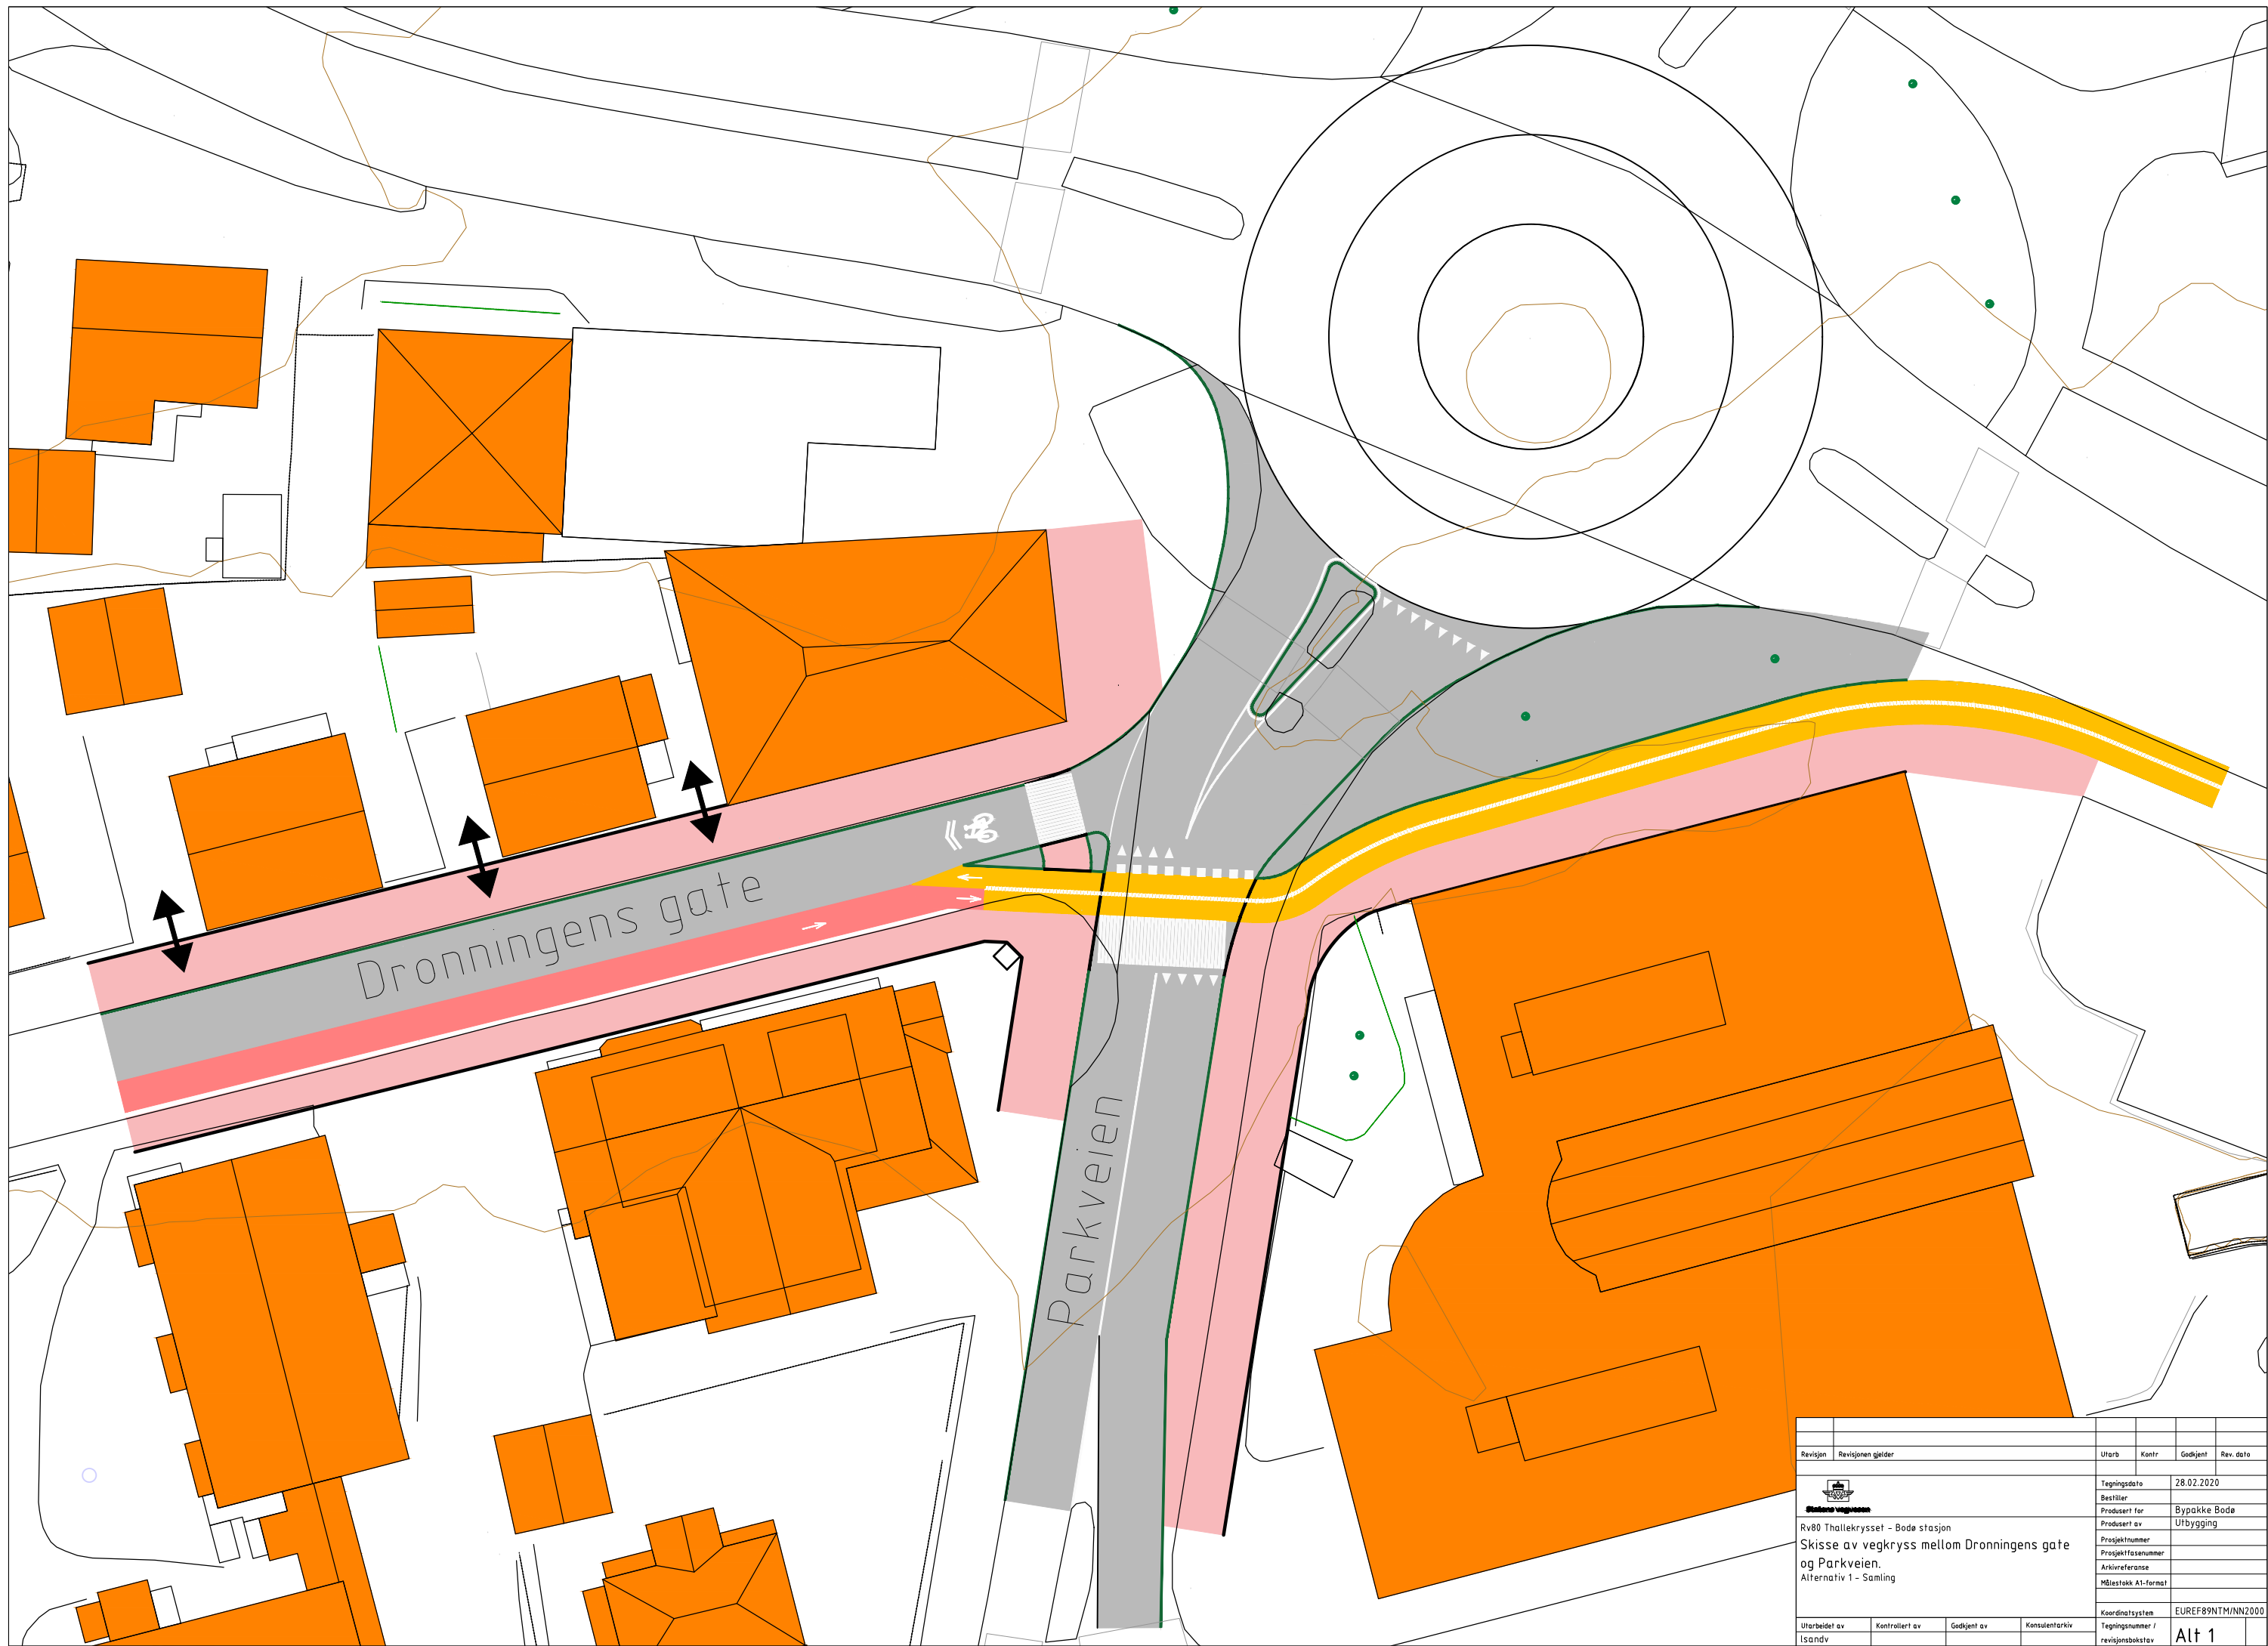 Dronningens gate
Parkveien
Revisjon
Revisjonen gjelder
Utarb
Kontr
Godkjent
Rev. dato
Statens vegvesen
Tegningsdato
28.02.2020
Bestiller
Produsert for
Bypakke Bodø
Produsert av
Utbygging
Rv80 Thallekrysset - Bodø stasjon
Skisse av vegkryss mellom Dronningens gate
og Parkveien.
Alternativ 1 - Samling
Prosjektnummer
Prosjektfasenummer
Arkivreferanse
Målestokk A1-format
Koordinatsystem
EUREF89NTM/NN2000
Utarbeidet av
Kontrollert av
Godkjent av
Konsulentarkiv
Tegningsnummer /
revisjonsbokstav
Alt 1
lsandv